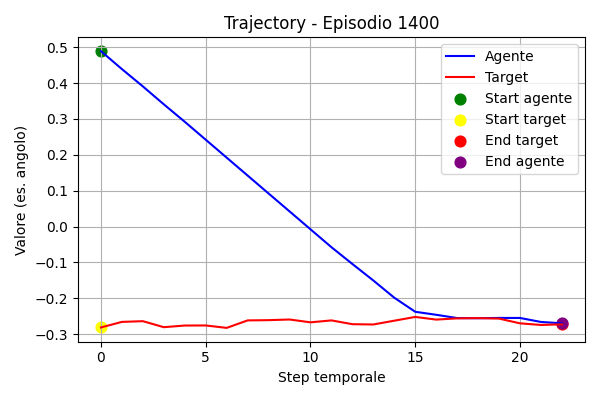 Trajectory - Episodio 1400
Agente
Target
Start agente
Start target
End target
End agente
Valore (es. angolo)
0.5
0.4
0.3
0.2
0.1
0.0
−0.1
−0.2
−0.3
0 5 10 15 20
Step temporale